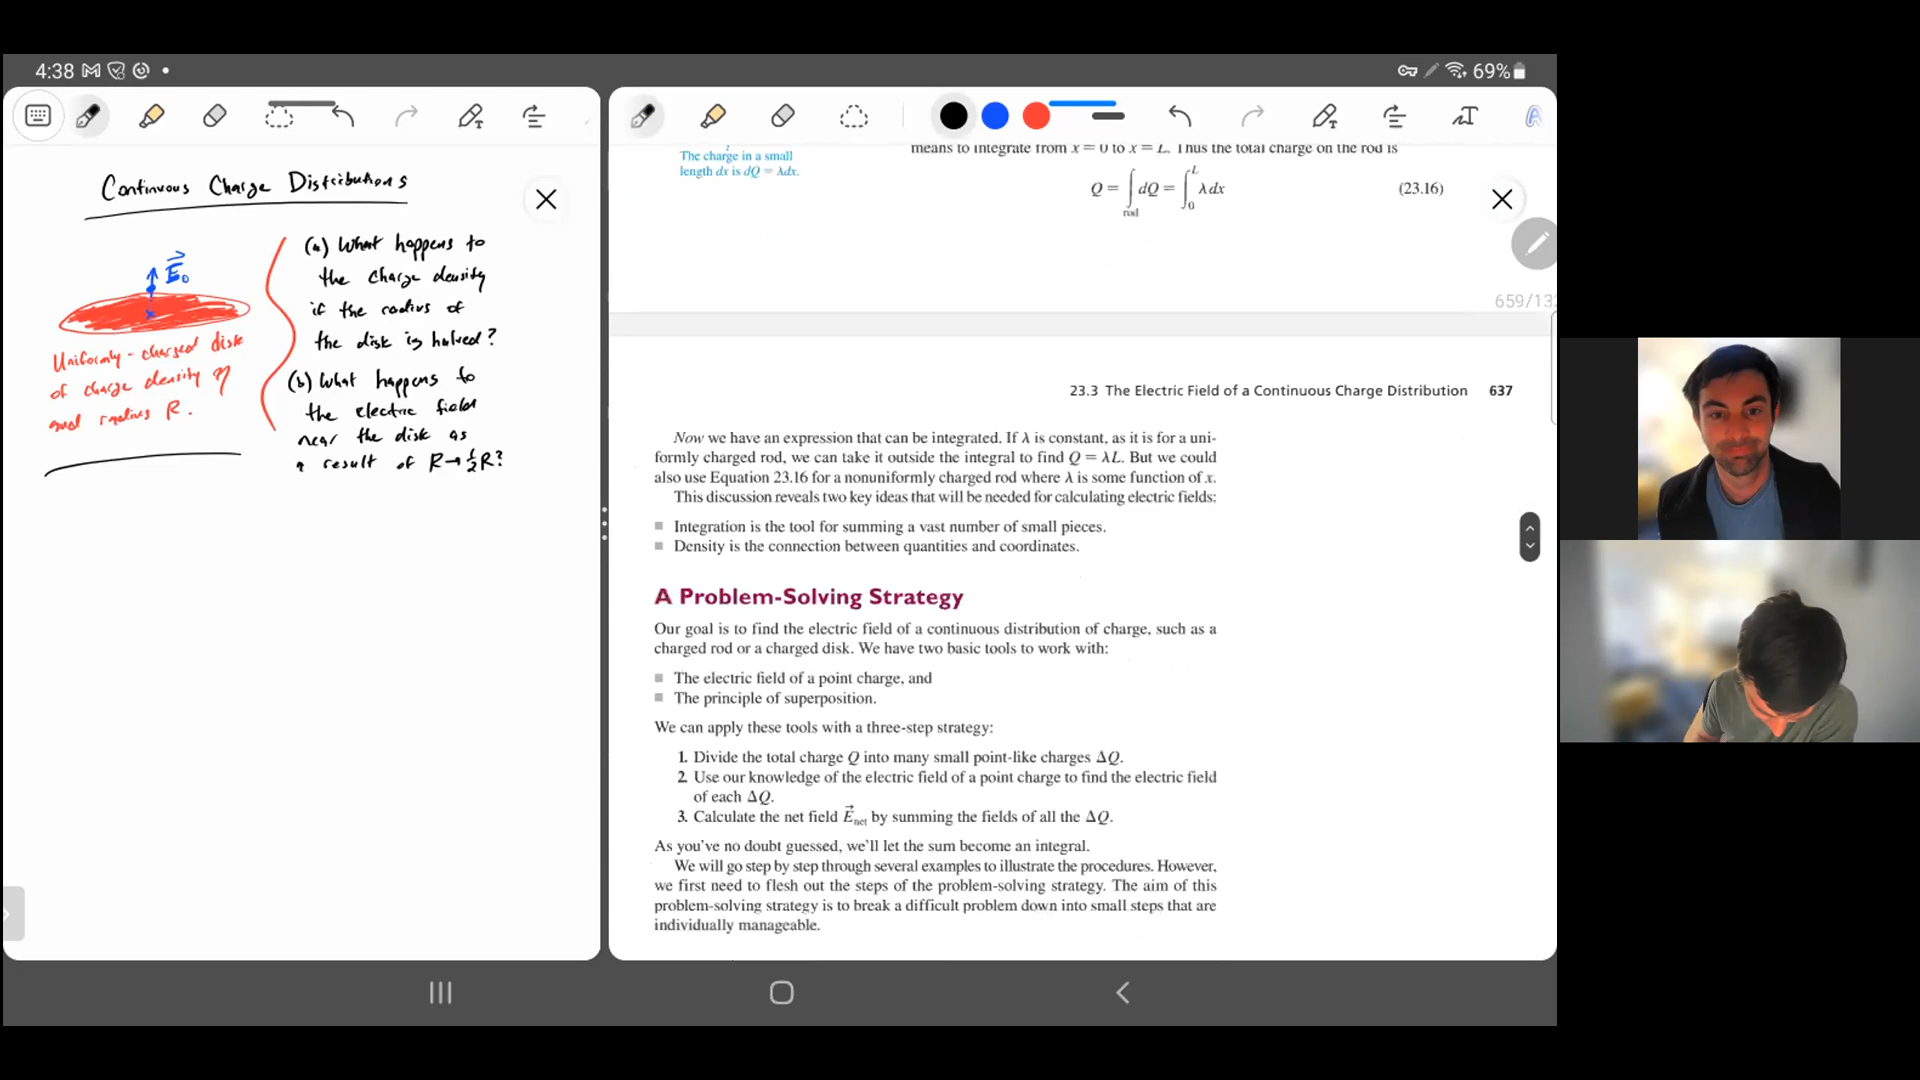 4:38
69%
Continuous Charge Distributions
E₀
Uniformly-charged disk
of charge density η
and radius R.
(a) What happens to
the charge density
if the radius of
the disk is halved?
(b) What happens to
the electric field
near the disk as
a result of R→½R?
The charge in a small
length dx is dQ = λdx.
means to integrate from x = 0 to x = L. Thus the total charge on the rod is
Q = ∫rod dQ = ∫₀ᴸ λ dx (23.16)
659/13
23.3 The Electric Field of a Continuous Charge Distribution 637
Now we have an expression that can be integrated. If λ is constant, as it is for a uni-
formly charged rod, we can take it outside the integral to find Q = λL. But we could
also use Equation 23.16 for a nonuniformly charged rod where λ is some function of x.
This discussion reveals two key ideas that will be needed for calculating electric fields:
■ Integration is the tool for summing a vast number of small pieces.
■ Density is the connection between quantities and coordinates.
A Problem-Solving Strategy
Our goal is to find the electric field of a continuous distribution of charge, such as a
charged rod or a charged disk. We have two basic tools to work with:
■ The electric field of a point charge, and
■ The principle of superposition.
We can apply these tools with a three-step strategy:
1. Divide the total charge Q into many small point-like charges ΔQ.
2. Use our knowledge of the electric field of a point charge to find the electric field
of each ΔQ.
3. Calculate the net field E⃗net by summing the fields of all the ΔQ.
As you've no doubt guessed, we'll let the sum become an integral.
We will go step by step through several examples to illustrate the procedures. However,
we first need to flesh out the steps of the problem-solving strategy. The aim of this
problem-solving strategy is to break a difficult problem down into small steps that are
individually manageable.